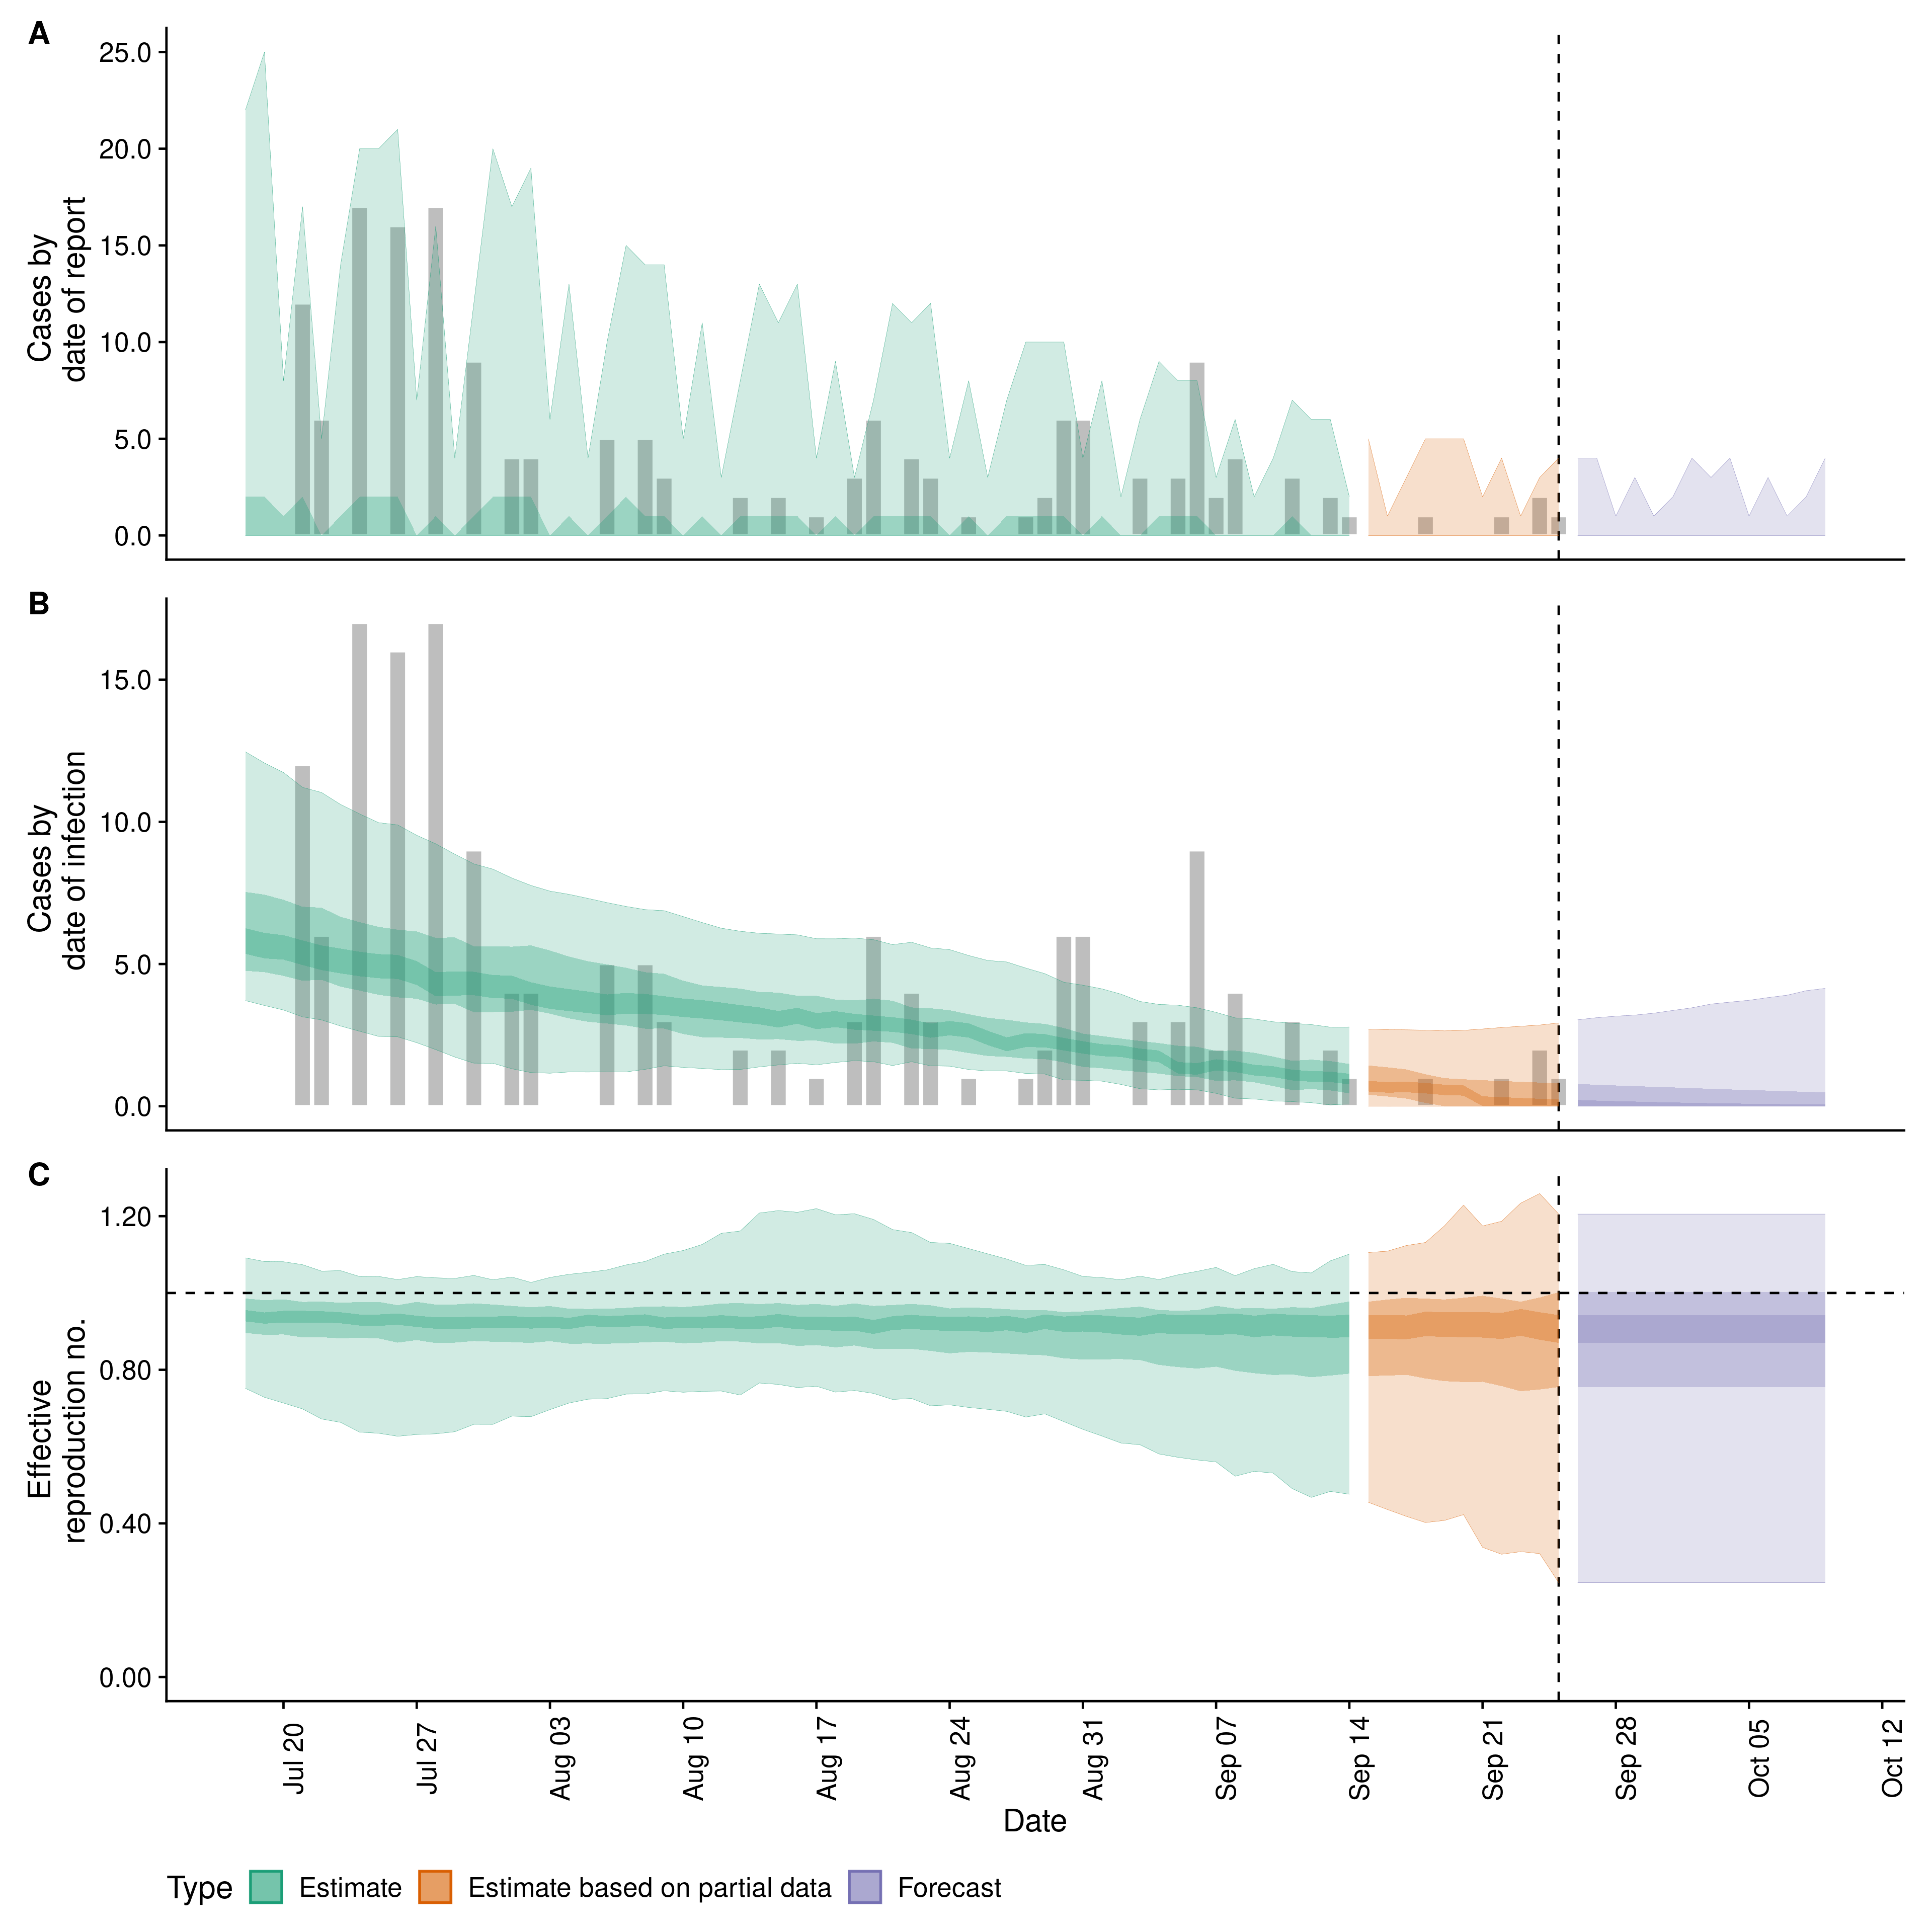 A
25.0
20.0
15.0
10.0
5.0
0.0
Cases by
date of report
B
15.0
10.0
5.0
0.0
Cases by
date of infection
C
1.20
0.80
0.40
0.00
Effective
reproduction no.
Jul 20
Jul 27
Aug 03
Aug 10
Aug 17
Aug 24
Aug 31
Sep 07
Sep 14
Sep 21
Sep 28
Oct 05
Oct 12
Date
Type Estimate Estimate based on partial data Forecast